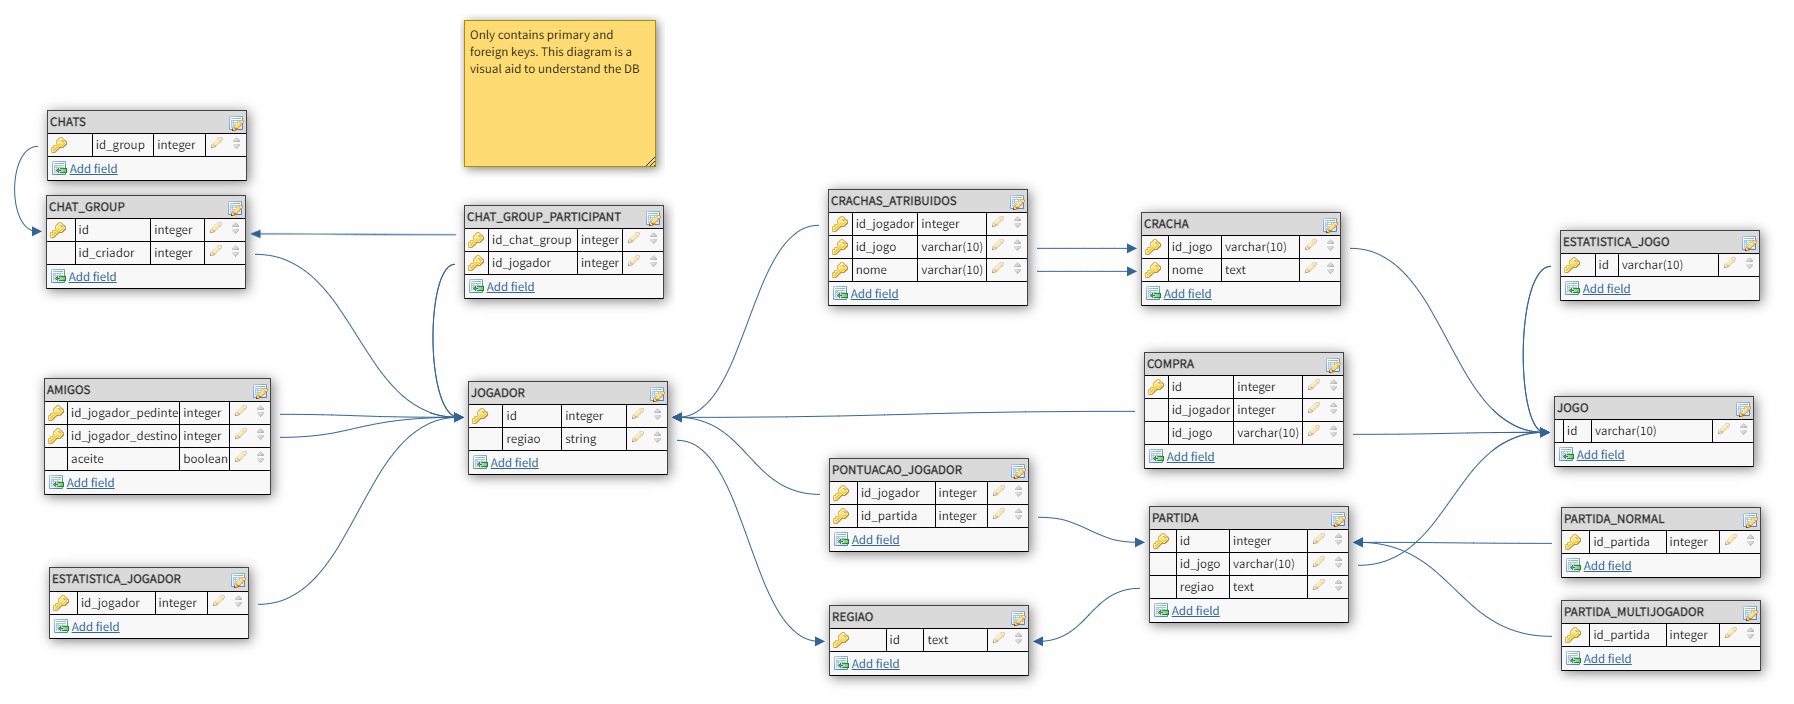 Only contains primary and
foreign keys. This diagram is a
visual aid to understand the DB
CHATS
id_group integer
Add field
CHAT_GROUP
id integer
id_criador integer
Add field
CHAT_GROUP_PARTICIPANT
id_chat_group integer
id_jogador integer
Add field
AMIGOS
id_jogador_pedinte integer
id_jogador_destino integer
aceite boolean
Add field
JOGADOR
id integer
regiao string
Add field
ESTATISTICA_JOGADOR
id_jogador integer
Add field
CRACHAS_ATRIBUIDOS
id_jogador integer
id_jogo varchar(10)
nome varchar(10)
Add field
CRACHA
id_jogo varchar(10)
nome text
Add field
ESTATISTICA_JOGO
id varchar(10)
Add field
COMPRA
id integer
id_jogador integer
id_jogo varchar(10)
Add field
JOGO
id varchar(10)
Add field
PONTUACAO_JOGADOR
id_jogador integer
id_partida integer
Add field
PARTIDA
id integer
id_jogo varchar(10)
regiao text
Add field
PARTIDA_NORMAL
id_partida integer
Add field
REGIAO
id text
Add field
PARTIDA_MULTIJOGADOR
id_partida integer
Add field